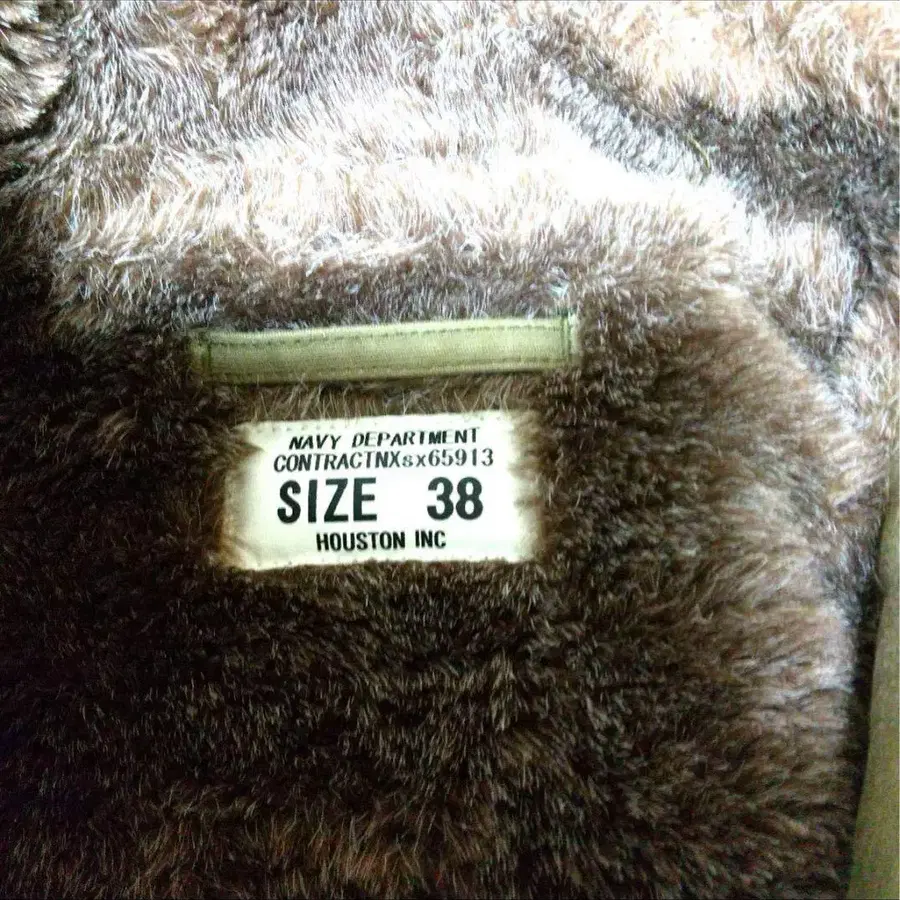 NAVY DEPARTMENT
CONTRACTNXsx65913
SIZE 38
HOUSTON INC